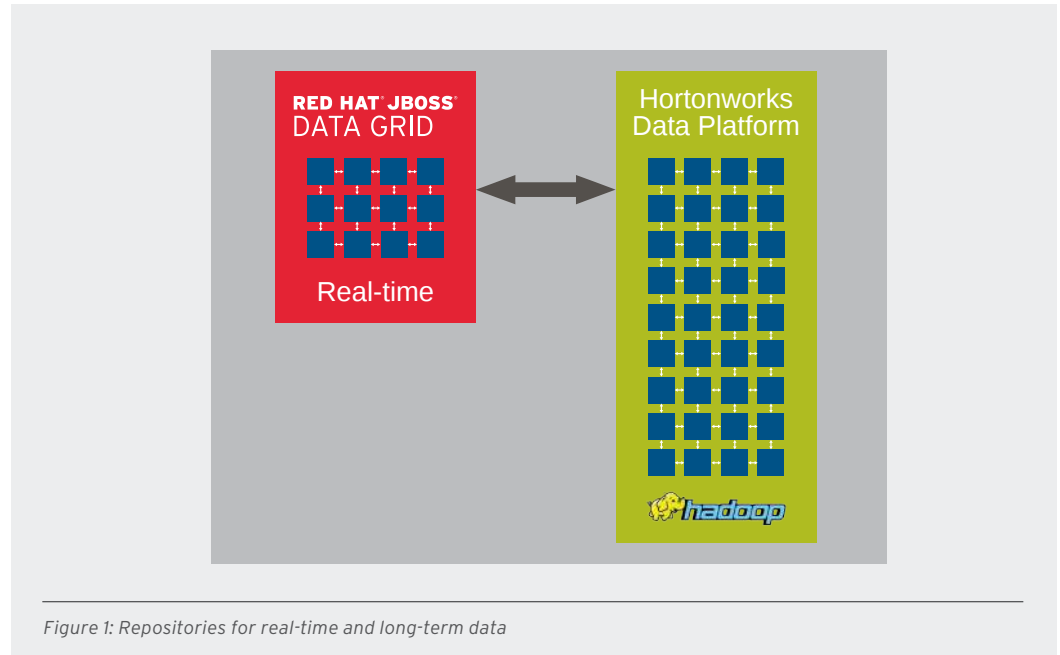 RED HAT® JBOSS®
DATA GRID
Real-time
Hortonworks
Data Platform
hadoop
Figure 1: Repositories for real-time and long-term data